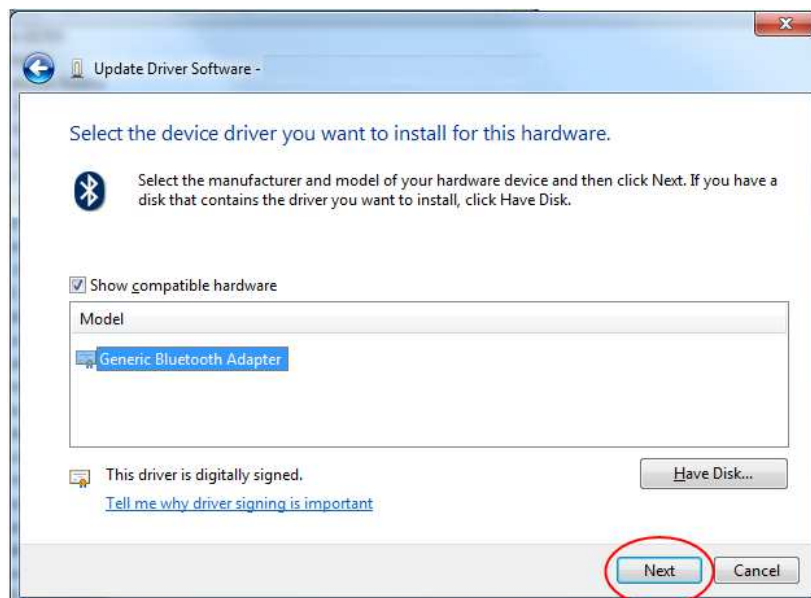 Update Driver Software -
Select the device driver you want to install for this hardware.
Select the manufacturer and model of your hardware device and then click Next. If you have a
disk that contains the driver you want to install, click Have Disk.
Show compatible hardware
Model
Generic Bluetooth Adapter
This driver is digitally signed.
Have Disk...
Tell me why driver signing is important
Next
Cancel